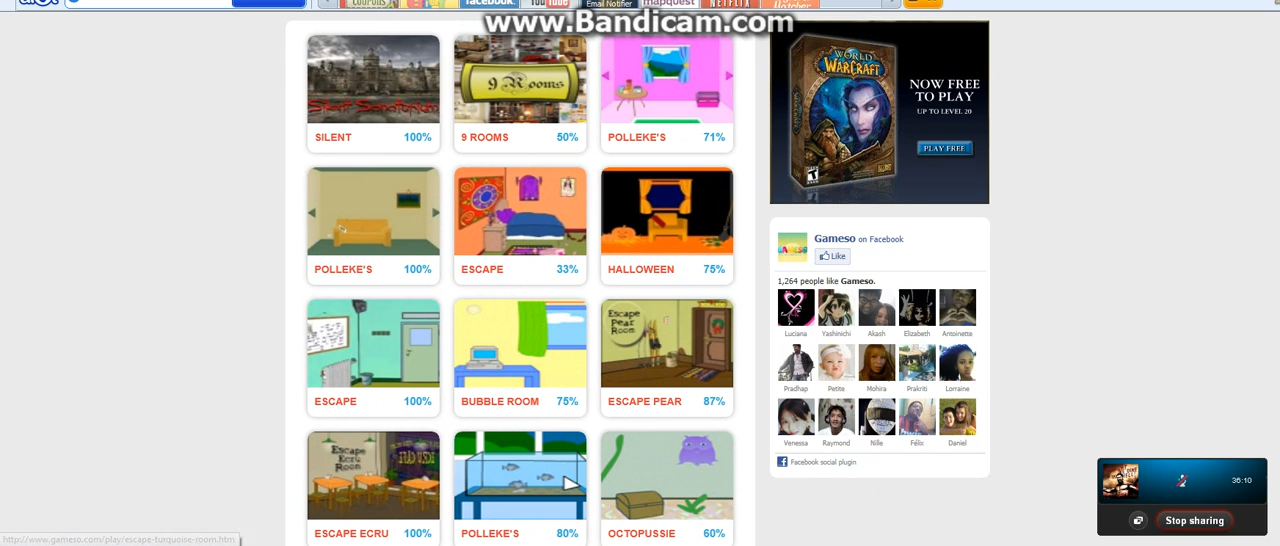 COUPONS
facebook.
YouTube
Email Notifier
mapquest
NETFLIX
www.Bandicam.com
Silent Sanatorium
9 Rooms
SILENT 100%
9 ROOMS 50%
POLLEKE'S 71%
POLLEKE'S 100%
ESCAPE 33%
HALLOWEEN 75%
Escape
Pear
Room
ESCAPE 100%
BUBBLE ROOM 75%
ESCAPE PEAR 87%
Escape
Ecru
Room
ESCAPE ECRU 100%
POLLEKE'S 80%
OCTOPUSSIE 60%
WORLD
OF
WARCRAFT
NOW FREE
TO PLAY
UP TO LEVEL 20
PLAY FREE
T
GAMESO
Gameso on Facebook
Like
1,264 people like Gameso.
Luciana Yashinichi Akash Elizabeth Antoinette
Pradhap Petite Mohira Prakriti Lorraine
Venessa Raymond Nille Félix Daniel
Facebook social plugin
36:10
Stop sharing
http://www.gameso.com/play/escape-turquoise-room.htm